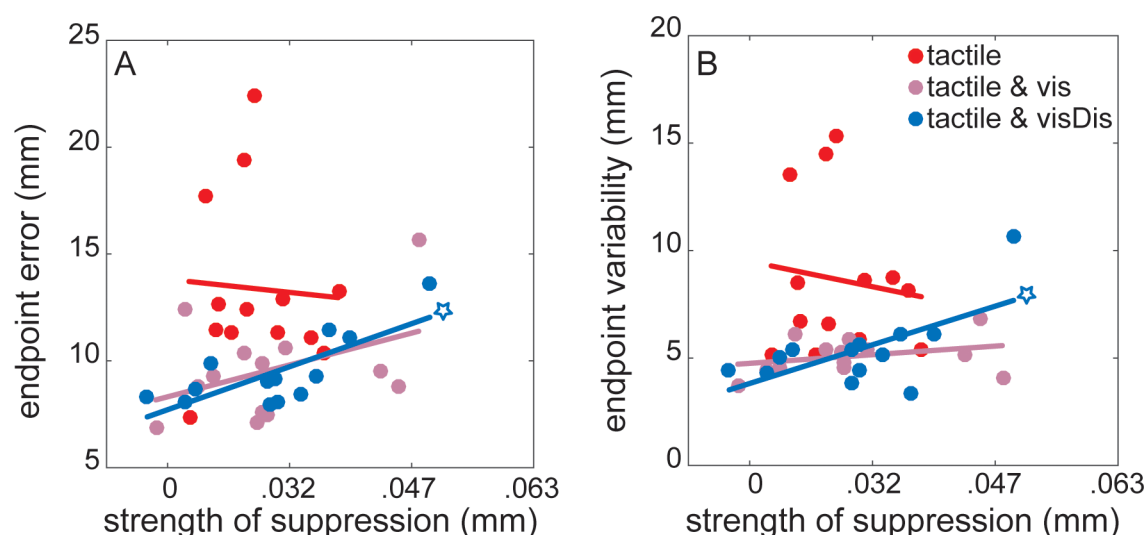 A
endpoint error (mm)
25
20
15
10
5
0
.032
.047
.063
strength of suppression (mm)
B
endpoint variability (mm)
20
15
10
5
0
tactile
tactile & vis
tactile & visDis
0
.032
.047
.063
strength of suppression (mm)